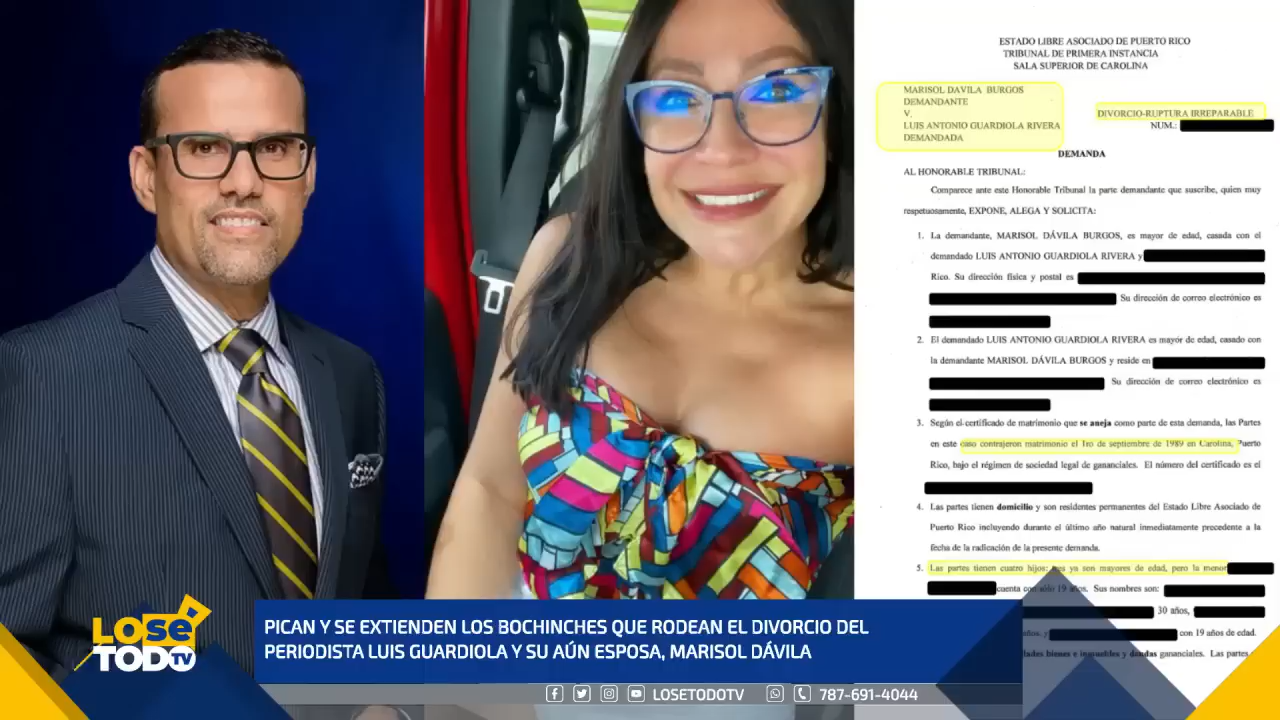 ESTADO LIBRE ASOCIADO DE PUERTO RICO
TRIBUNAL DE PRIMERA INSTANCIA
SALA SUPERIOR DE CAROLINA
MARISOL DAVILA BURGOS
DEMANDANTE
V.
LUIS ANTONIO GUARDIOLA RIVERA
DEMANDADA
DIVORCIO-RUPTURA IRREPARABLE
NUM.:
DEMANDA
AL HONORABLE TRIBUNAL:
Comparece ante este Honorable Tribunal la parte demandante que suscribe, quien muy
respetuosamente, EXPONE, ALEGA Y SOLICITA:
1. La demandante, MARISOL DÁVILA BURGOS, es mayor de edad, casada con el
demandado LUIS ANTONIO GUARDIOLA RIVERA y
Rico. Su dirección física y postal es
Su dirección de correo electrónico es
2. El demandado LUIS ANTONIO GUARDIOLA RIVERA es mayor de edad, casado con
la demandante MARISOL DÁVILA BURGOS y reside en
Su dirección de correo electrónico es
3. Según el certificado de matrimonio que se aneja como parte de esta demanda, las Partes
en este caso contrajeron matrimonio el 1ro de septiembre de 1989 en Carolina, Puerto
Rico, bajo el régimen de sociedad legal de gananciales. El número del certificado es el
4. Las partes tienen domicilio y son residentes permanentes del Estado Libre Asociado de
Puerto Rico incluyendo durante el último año natural inmediatamente precedente a la
fecha de la radicación de la presente demanda.
5. Las partes tienen cuatro hijos: tres ya son mayores de edad, pero la menor
cuenta con sólo 19 años. Sus nombres son:
30 años,
años, y con 19 años de edad.
bienes e inmuebles y deudas gananciales. Las partes
LOSE
TODO TV
PICAN Y SE EXTIENDEN LOS BOCHINCHES QUE RODEAN EL DIVORCIO DEL
PERIODISTA LUIS GUARDIOLA Y SU AÚN ESPOSA, MARISOL DÁVILA
LOSETODOTV 787-691-4044